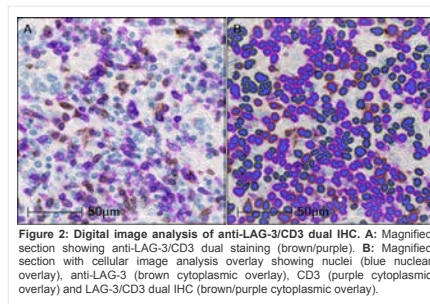 A
B
50µm
50µm
Figure 2: Digital image analysis of anti-LAG-3/CD3 dual IHC. A: Magnified
section showing anti-LAG-3/CD3 dual staining (brown/purple). B: Magnified
section with cellular image analysis overlay showing nuclei (blue nuclear
overlay), anti-LAG-3 (brown cytoplasmic overlay), CD3 (purple cytoplasmic
overlay) and LAG-3/CD3 dual IHC (brown/purple cytoplasmic overlay).